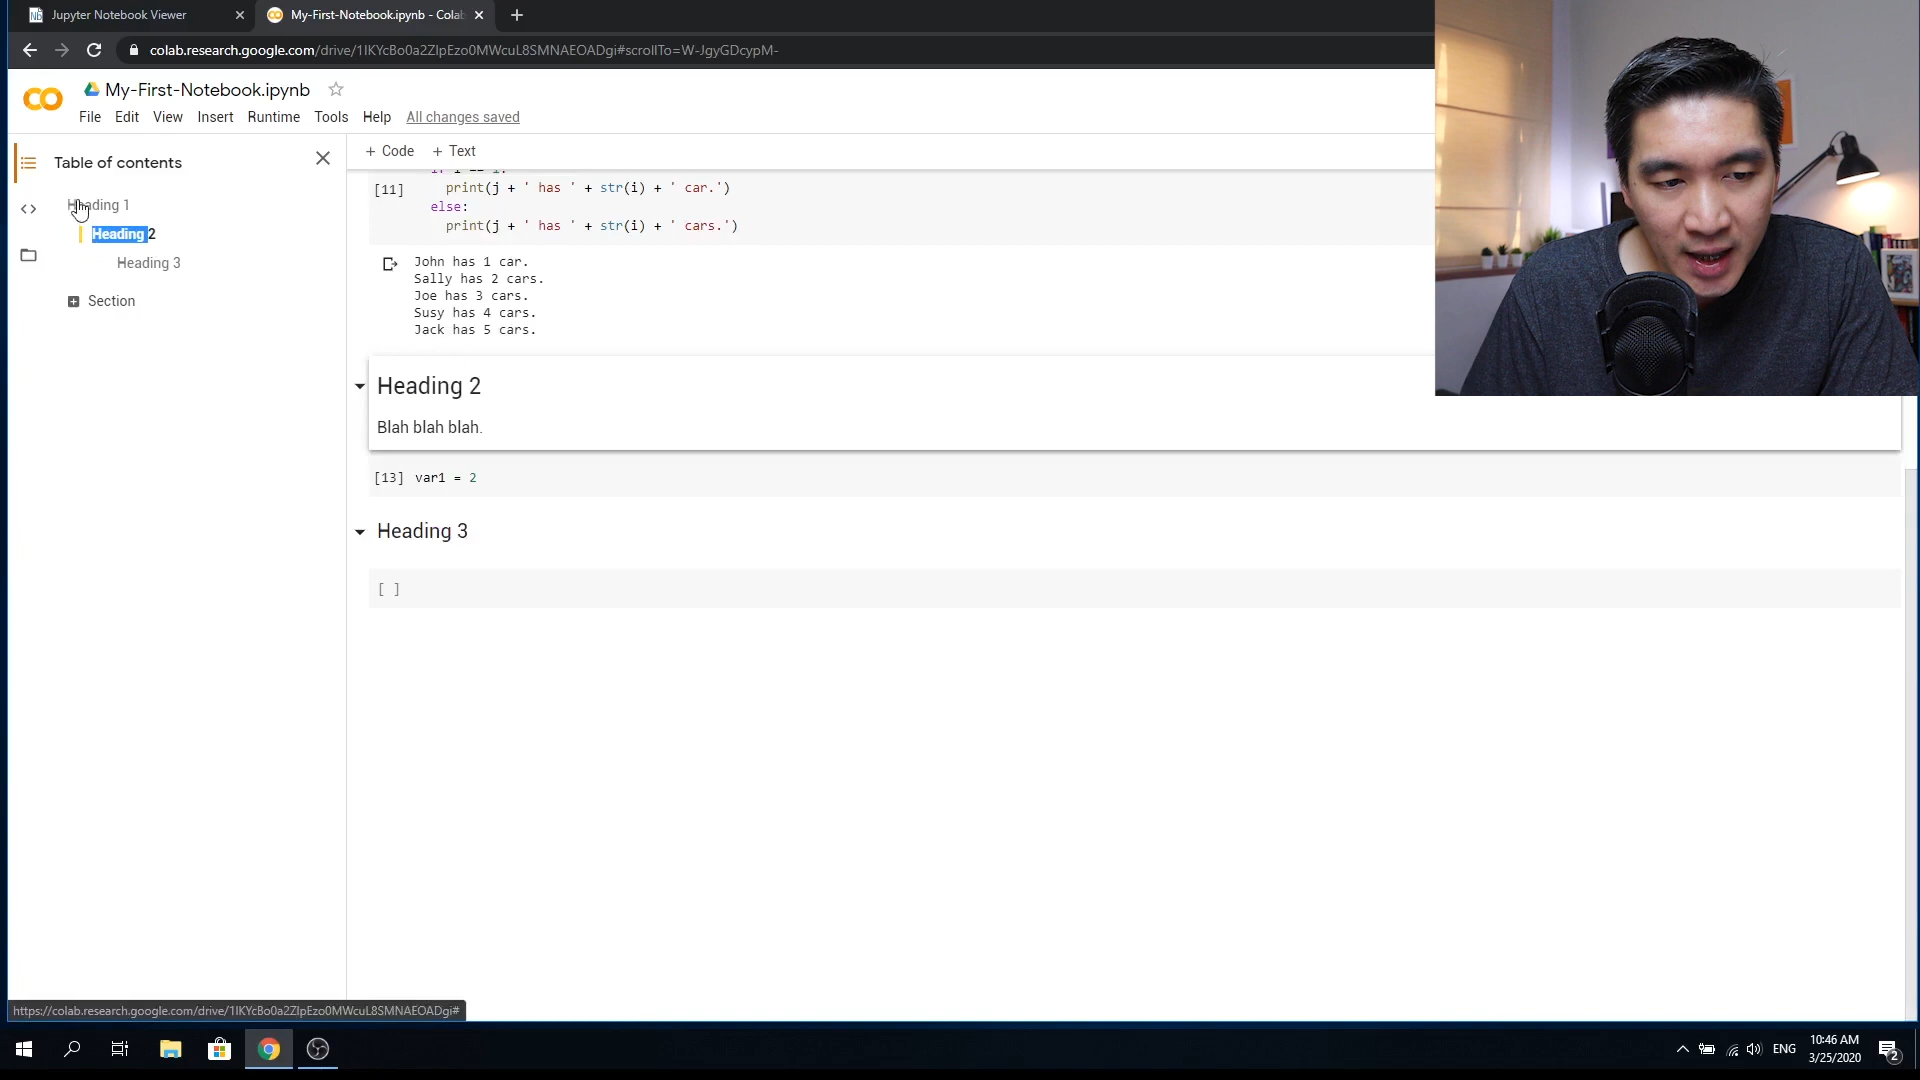 Jupyter Notebook Viewer
My-First-Notebook.ipynb - Cola
colab.research.google.com/drive/1IKYcBo0a2ZIpEzo0MWcuL8SMNAEOADgi#scrollTo=W-JgyGDcypM-
My-First-Notebook.ipynb
File Edit View Insert Runtime Tools Help All changes saved
Table of contents
+ Code + Text
Heading 1
Heading 2
Heading 3
Section
[11]
print(j + ' has ' + str(i) + ' car.')
else:
print(j + ' has ' + str(i) + ' cars.')
John has 1 car.
Sally has 2 cars.
Joe has 3 cars.
Susy has 4 cars.
Jack has 5 cars.
Heading 2
Blah blah blah.
[13] var1 = 2
Heading 3
[ ]
https://colab.research.google.com/drive/1IKYcBo0a2ZIpEzo0MWcuL8SMNAEOADgi#
ENG
10:46 AM
3/25/2020
2